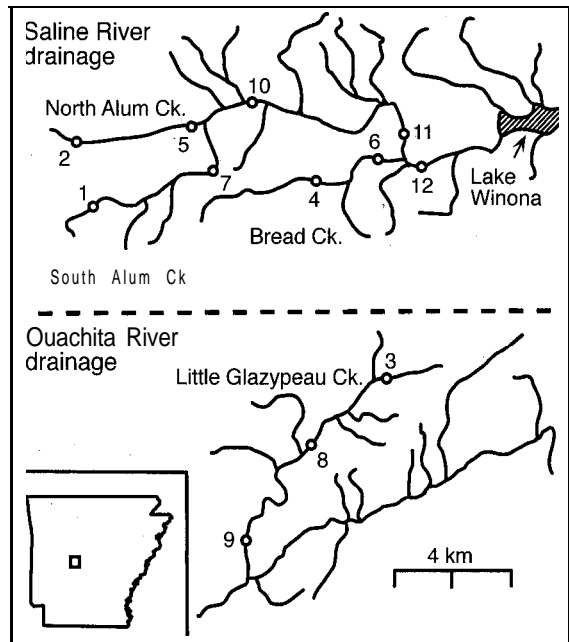 Saline River
drainage
10
North Alum Ck.
5
2
11
6
7
12
1
4
Lake
Winona
Bread Ck.
South Alum Ck
Ouachita River
drainage
3
Little Glazypeau Ck.
8
9
4 km